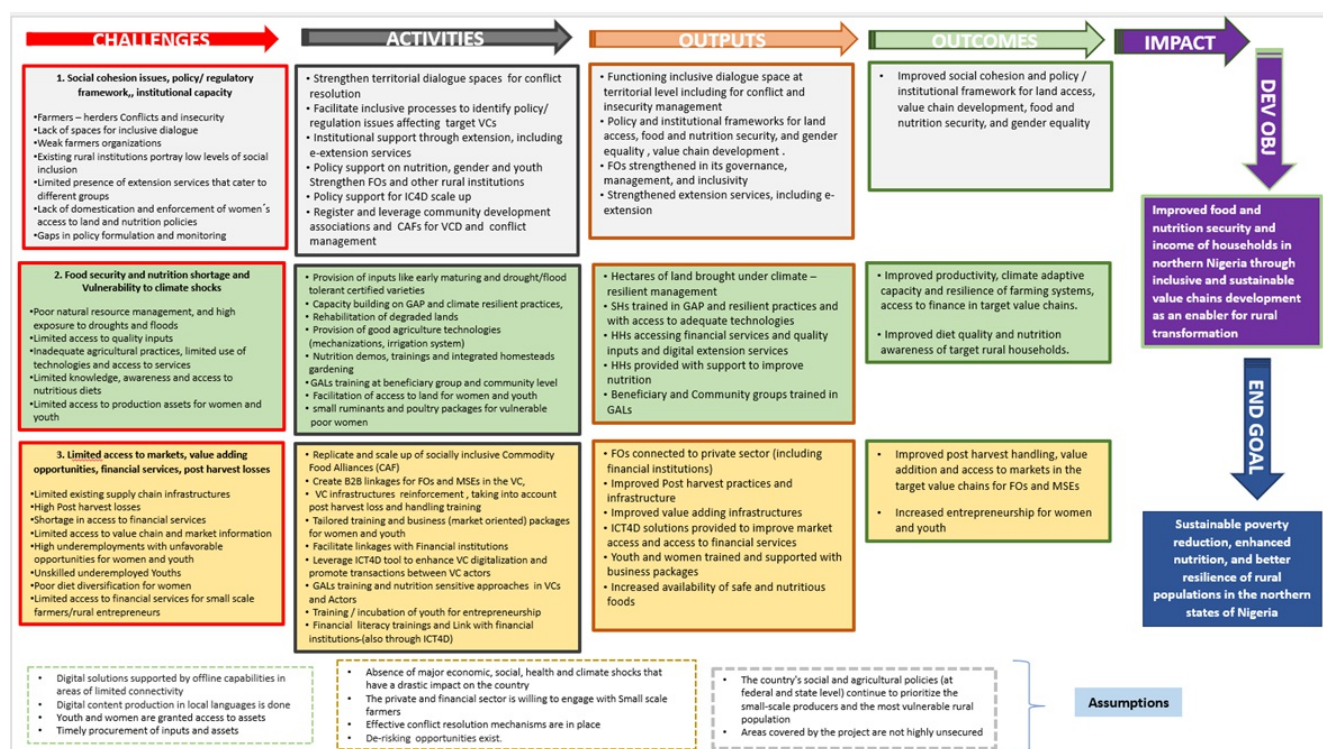 CHALLENGES
ACTIVITIES
OUTPUTS
OUTCOMES
IMPACT
1. Social cohesion issues, policy/ regulatory
framework,, institutional capacity
•Farmers – herders Conflicts and insecurity
•Lack of spaces for inclusive dialogue
•Weak farmers organizations
•Existing rural institutions portray low levels of social
inclusion
•Limited presence of extension services that cater to
different groups
•Lack of domestication and enforcement of women´s
access to land and nutrition policies
•Gaps in policy formulation and monitoring
• Strengthen territorial dialogue spaces for conflict
resolution
• Facilitate inclusive processes to identify policy/
regulation issues affecting target VCs
• Institutional support through extension, including
e-extension services
• Policy support on nutrition, gender and youth
Strengthen FOs and other rural institutions
• Policy support for IC4D scale up
• Register and leverage community development
associations and CAFs for VCD and conflict
management
• Functioning inclusive dialogue space at
territorial level including for conflict and
insecurity management
• Policy and institutional frameworks for land
access, food and nutrition security, and gender
equality , value chain development .
• FOs strengthened in its governance,
management, and inclusivity
• Strengthened extension services, including e-
extension
• Improved social cohesion and policy /
institutional framework for land access,
value chain development, food and
nutrition security, and gender equality
DEV OBJ
Improved food and
nutrition security and
income of households in
northern Nigeria through
inclusive and sustainable
value chains development
as an enabler for rural
transformation
2. Food security and nutrition shortage and
Vulnerability to climate shocks
•Poor natural resource management, and high
exposure to droughts and floods
•Limited access to quality inputs
•Inadequate agricultural practices, limited use of
technologies and access to services
•Limited knowledge, awareness and access to
nutritious diets
•Limited access to production assets for women and
youth
• Provision of inputs like early maturing and drought/flood
tolerant certified varieties
• Capacity building on GAP and climate resilient practices,
• Rehabilitation of degraded lands
• Provision of good agriculture technologies
(mechanizations, irrigation system)
• Nutrition demos, trainings and integrated homesteads
gardening
• GALs training at beneficiary group and community level
• Facilitation of access to land for women and youth
• small ruminants and poultry packages for vulnerable
poor women
• Hectares of land brought under climate –
resilient management
• SHs trained in GAP and resilient practices and
with access to adequate technologies
• HHs accessing financial services and quality
inputs and digital extension services
• HHs provided with support to improve
nutrition
• Beneficiary and Community groups trained in
GALs
• Improved productivity, climate adaptive
capacity and resilience of farming systems,
access to finance in target value chains.
• Improved diet quality and nutrition
awareness of target rural households.
END GOAL
Sustainable poverty
reduction, enhanced
nutrition, and better
resilience of rural
populations in the northern
states of Nigeria
3. Limited access to markets, value adding
opportunities, financial services, post harvest losses
•Limited existing supply chain infrastructures
•High Post harvest losses
•Shortage in access to financial services
•Limited access to value chain and market information
•High underemployments with unfavorable
opportunities for women and youth
•Unskilled underemployed Youths
•Poor diet diversification for women
•Limited access to financial services for small scale
farmers/rural entrepreneurs
• Replicate and scale up of socially inclusive Commodity
Food Alliances (CAF)
• Create B2B linkages for FOs and MSEs in the VC,
• VC infrastructures reinforcement , taking into account
post harvest loss and handling training
• Tailored training and business (market oriented) packages
for women and youth
• Facilitate linkages with Financial institutions
• Leverage ICT4D tool to enhance VC digitalization and
promote transactions between VC actors
• GALs training and nutrition sensitive approaches in VCs
and Actors
• Training / incubation of youth for entrepreneurship
• Financial literacy trainings and Link with financial
institutions-(also through ICT4D)
• FOs connected to private sector (including
financial institutions)
• Improved Post harvest practices and
infrastructure
• Improved value adding infrastructures
• ICT4D solutions provided to improve market
access and access to financial services
• Youth and women trained and supported with
business packages
• Increased availability of safe and nutritious
foods
• Improved post harvest handling, value
addition and access to markets in the
target value chains for FOs and MSEs
• Increased entrepreneurship for women
and youth
• Digital solutions supported by offline capabilities in
areas of limited connectivity
• Digital content production in local languages is done
• Youth and women are granted access to assets
• Timely procurement of inputs and assets
• Absence of major economic, social, health and climate shocks that
have a drastic impact on the country
• The private and financial sector is willing to engage with Small scale
farmers
• Effective conflict resolution mechanisms are in place
• De-risking opportunities exist.
• The country's social and agricultural policies (at
federal and state level) continue to prioritize the
small-scale producers and the most vulnerable rural
population
• Areas covered by the project are not highly unsecured
Assumptions